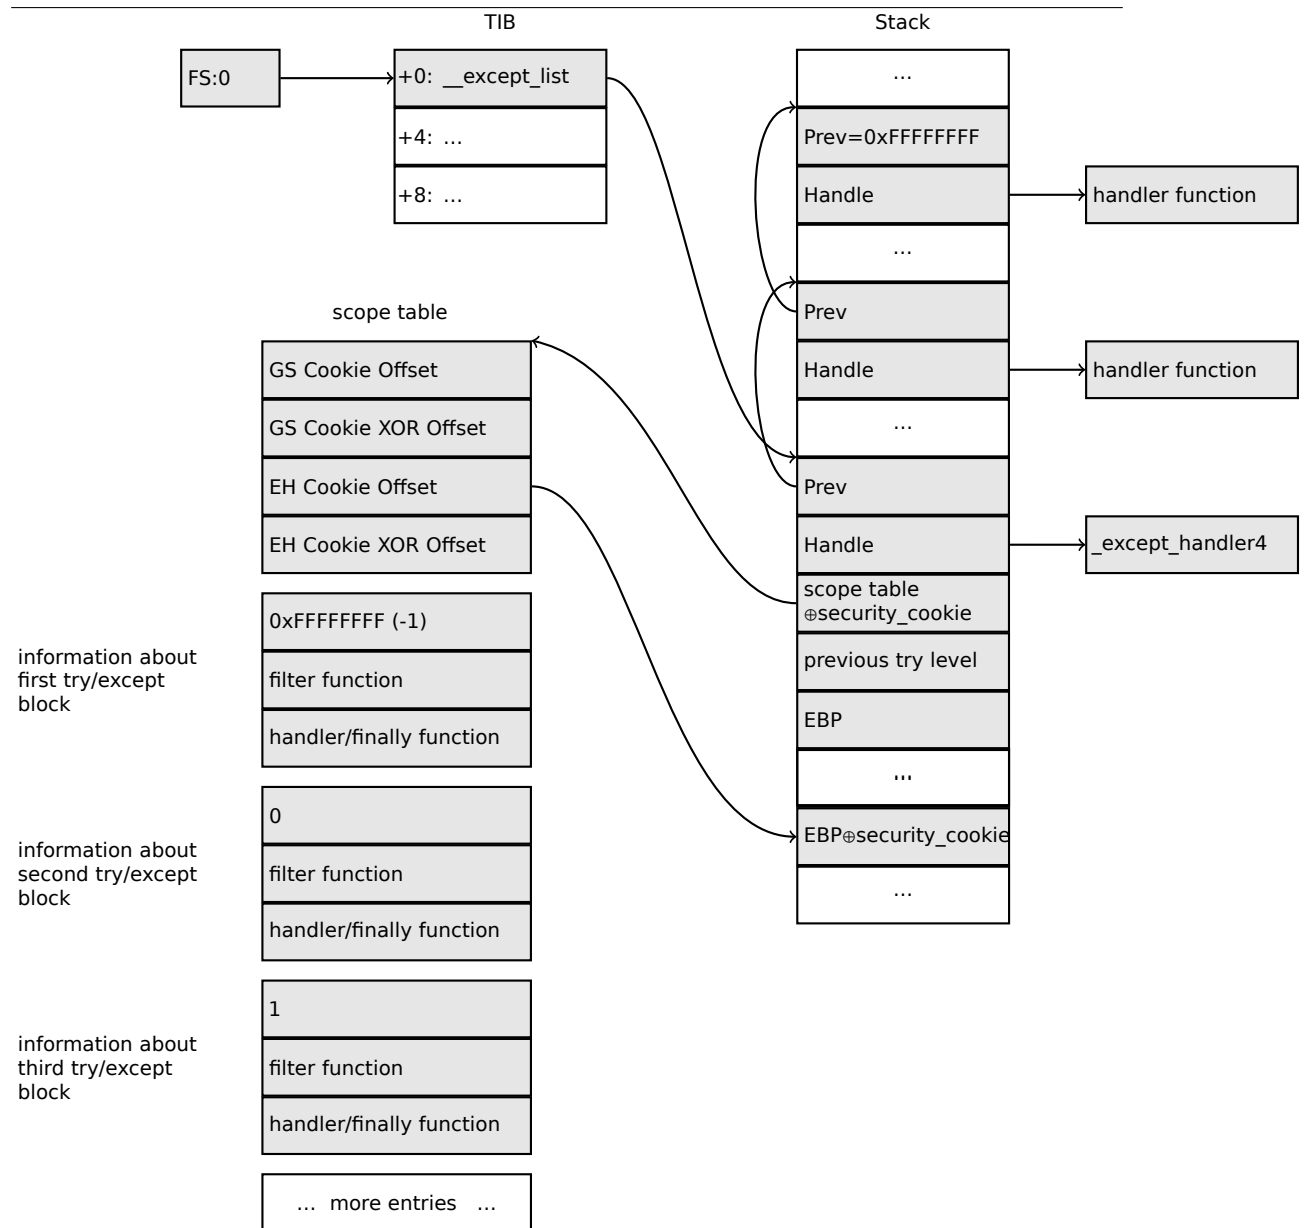 TIB
Stack
FS:0
+0: __except_list
+4: ...
+8: ...
...
Prev=0xFFFFFFFF
Handle
handler function
...
Prev
Handle
handler function
...
Prev
Handle
_except_handler4
scope table
⊕security_cookie
previous try level
EBP
...
EBP⊕security_cookie
...
scope table
GS Cookie Offset
GS Cookie XOR Offset
EH Cookie Offset
EH Cookie XOR Offset
information about
first try/except
block
0xFFFFFFFF (-1)
filter function
handler/finally function
information about
second try/except
block
0
filter function
handler/finally function
information about
third try/except
block
1
filter function
handler/finally function
... more entries ...